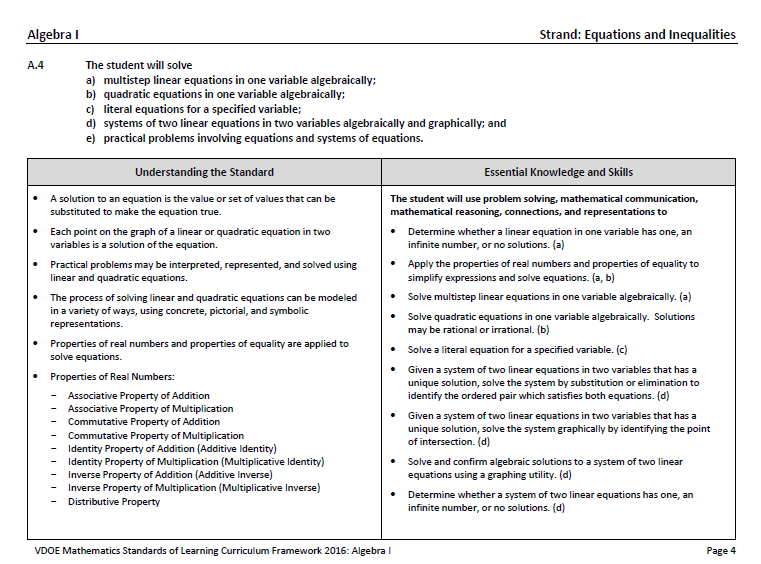 Algebra I
Strand: Equations and Inequalities
A.4 The student will solve
a) multistep linear equations in one variable algebraically;
b) quadratic equations in one variable algebraically;
c) literal equations for a specified variable;
d) systems of two linear equations in two variables algebraically and graphically; and
e) practical problems involving equations and systems of equations.
Understanding the Standard
• A solution to an equation is the value or set of values that can be
substituted to make the equation true.
• Each point on the graph of a linear or quadratic equation in two
variables is a solution of the equation.
• Practical problems may be interpreted, represented, and solved using
linear and quadratic equations.
• The process of solving linear and quadratic equations can be modeled
in a variety of ways, using concrete, pictorial, and symbolic
representations.
• Properties of real numbers and properties of equality are applied to
solve equations.
• Properties of Real Numbers:
– Associative Property of Addition
– Associative Property of Multiplication
– Commutative Property of Addition
– Commutative Property of Multiplication
– Identity Property of Addition (Additive Identity)
– Identity Property of Multiplication (Multiplicative Identity)
– Inverse Property of Addition (Additive Inverse)
– Inverse Property of Multiplication (Multiplicative Inverse)
– Distributive Property
Essential Knowledge and Skills
The student will use problem solving, mathematical communication,
mathematical reasoning, connections, and representations to
• Determine whether a linear equation in one variable has one, an
infinite number, or no solutions. (a)
• Apply the properties of real numbers and properties of equality to
simplify expressions and solve equations. (a, b)
• Solve multistep linear equations in one variable algebraically. (a)
• Solve quadratic equations in one variable algebraically. Solutions
may be rational or irrational. (b)
• Solve a literal equation for a specified variable. (c)
• Given a system of two linear equations in two variables that has a
unique solution, solve the system by substitution or elimination to
identify the ordered pair which satisfies both equations. (d)
• Given a system of two linear equations in two variables that has a
unique solution, solve the system graphically by identifying the point
of intersection. (d)
• Solve and confirm algebraic solutions to a system of two linear
equations using a graphing utility. (d)
• Determine whether a system of two linear equations has one, an
infinite number, or no solutions. (d)
VDOE Mathematics Standards of Learning Curriculum Framework 2016: Algebra I
Page 4